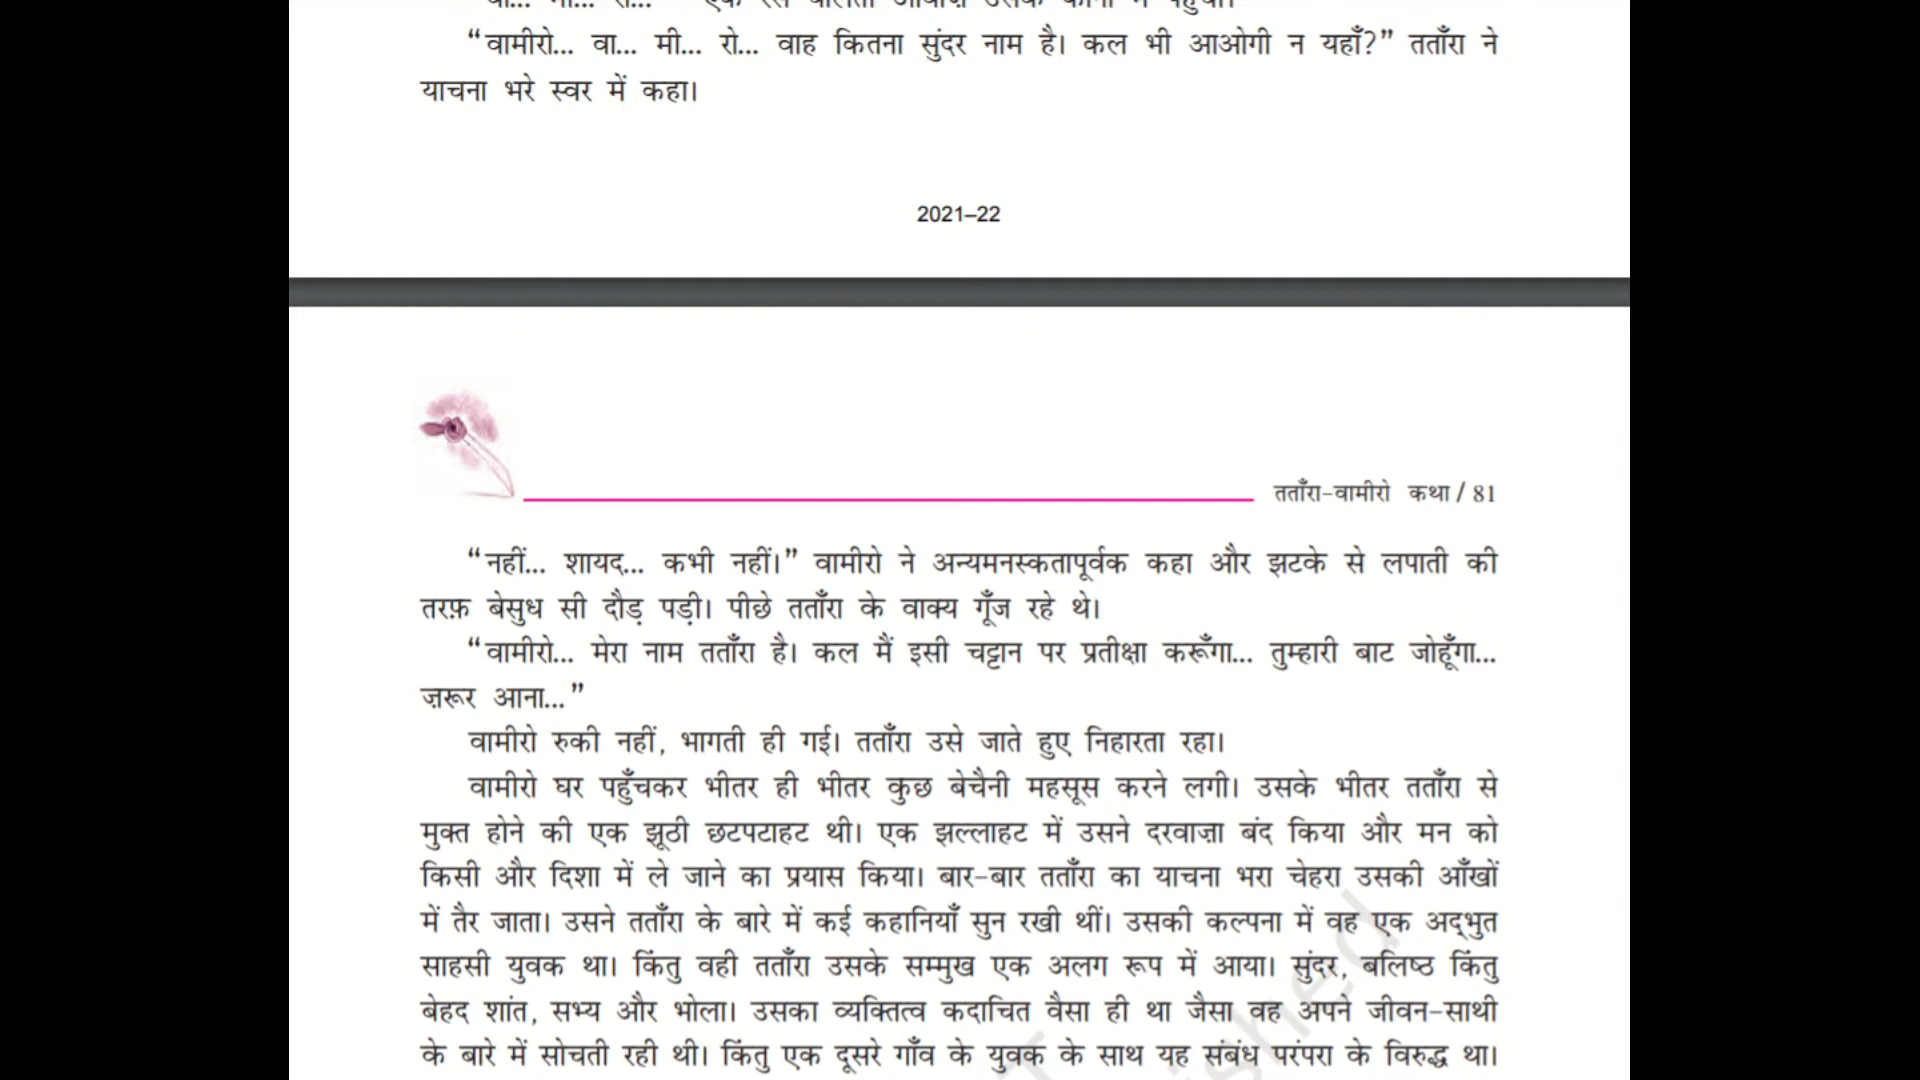 “वामीरो... वा... मी... रो... वाह कितना सुंदर नाम है। कल भी आओगी न यहाँ?” तताँरा ने
याचना भरे स्वर में कहा।
2021–22
तताँरा-वामीरो कथा / 81
“नहीं... शायद... कभी नहीं।” वामीरो ने अन्यमनस्कतापूर्वक कहा और झटके से लपाती की
तरफ़ बेसुध सी दौड़ पड़ी। पीछे तताँरा के वाक्य गूँज रहे थे।
“वामीरो... मेरा नाम तताँरा है। कल मैं इसी चट्टान पर प्रतीक्षा करूँगा... तुम्हारी बाट जोहूँगा...
ज़रूर आना...”
वामीरो रुकी नहीं, भागती ही गई। तताँरा उसे जाते हुए निहारता रहा।
वामीरो घर पहुँचकर भीतर ही भीतर कुछ बेचैनी महसूस करने लगी। उसके भीतर तताँरा से
मुक्त होने की एक झूठी छटपटाहट थी। एक झल्लाहट में उसने दरवाज़ा बंद किया और मन को
किसी और दिशा में ले जाने का प्रयास किया। बार-बार तताँरा का याचना भरा चेहरा उसकी आँखों
में तैर जाता। उसने तताँरा के बारे में कई कहानियाँ सुन रखी थीं। उसकी कल्पना में वह एक अद्भुत
साहसी युवक था। किंतु वही तताँरा उसके सम्मुख एक अलग रूप में आया। सुंदर, बलिष्ठ किंतु
बेहद शांत, सभ्य और भोला। उसका व्यक्तित्व कदाचित वैसा ही था जैसा वह अपने जीवन-साथी
के बारे में सोचती रही थी। किंतु एक दूसरे गाँव के युवक के साथ यह संबंध परंपरा के विरुद्ध था।